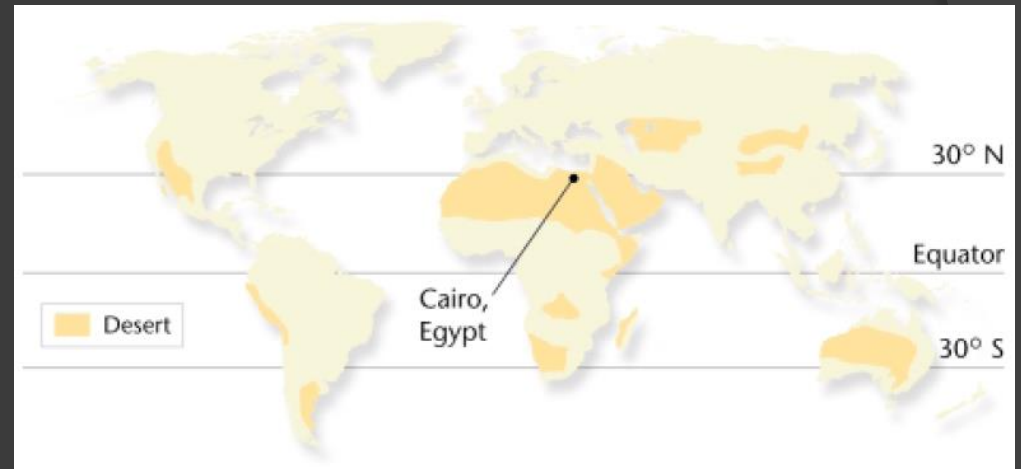 30° N
Equator
Cairo,
Egypt
Desert
30° S